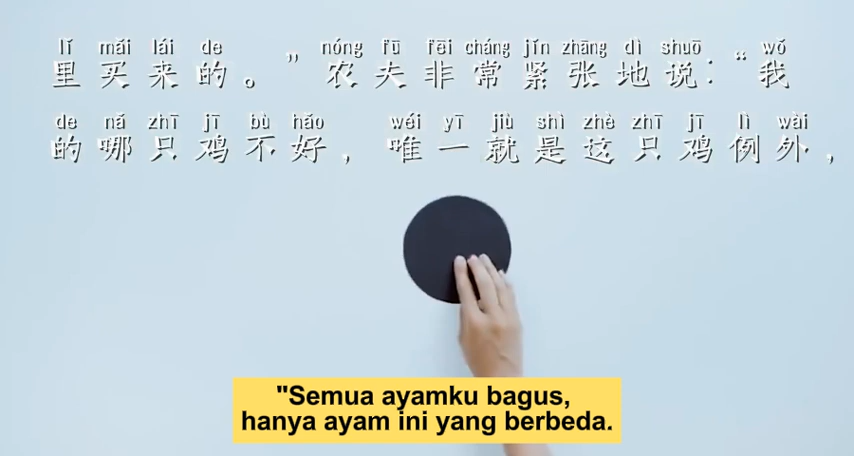 lǐ mǎi lái de nóng fū fēi cháng jǐn zhāng dì shuō wǒ
里买来的。”农夫非常紧张地说：“我
de nǎ zhī jī bù hǎo wéi yī jiù shì zhè zhī jī lì wài
的哪只鸡不好，唯一就是这只鸡例外，
"Semua ayamku bagus,
hanya ayam ini yang berbeda.